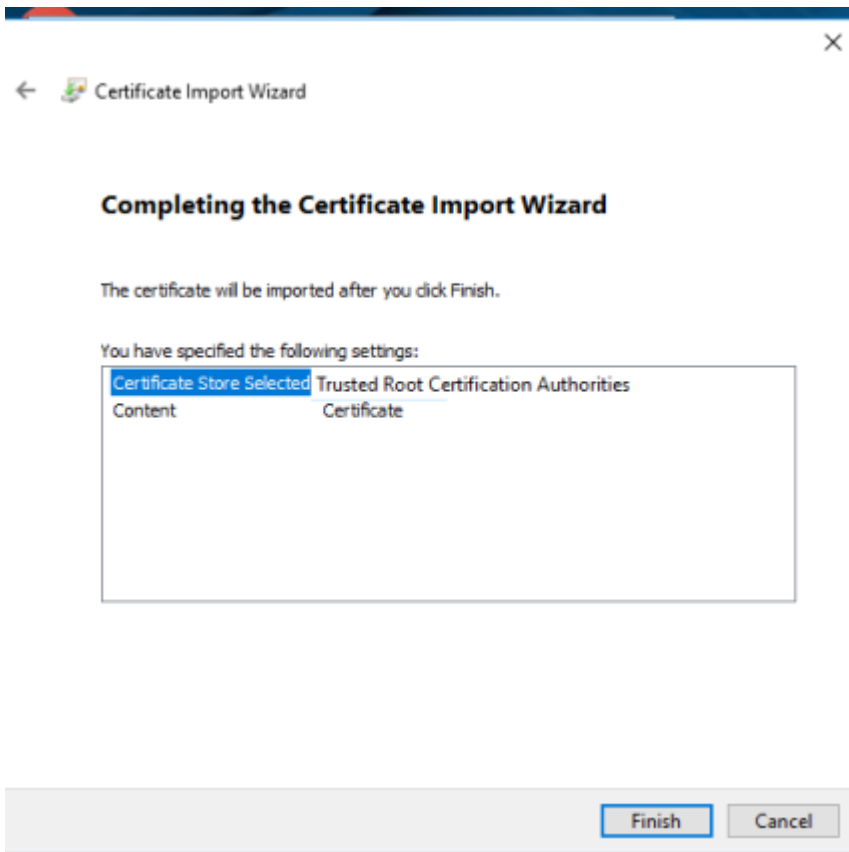 Certificate Import Wizard
Completing the Certificate Import Wizard
The certificate will be imported after you click Finish.
You have specified the following settings:
Certificate Store Selected Trusted Root Certification Authorities
Content Certificate
Finish Cancel